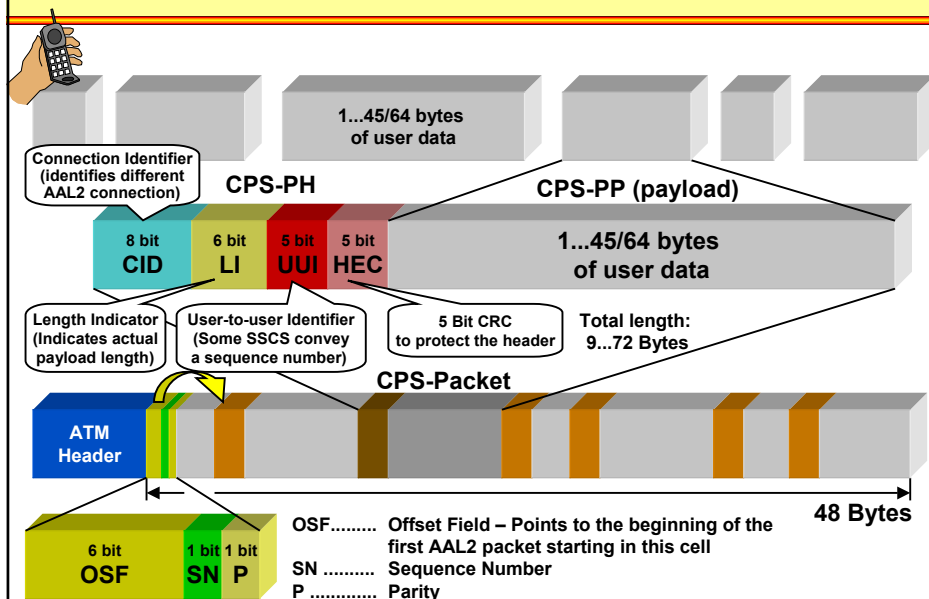 1...45/64 bytes
of user data
Connection Identifier
(identifies different
AAL2 connection)
CPS-PH
CPS-PP (payload)
8 bit
CID
6 bit
LI
5 bit
UUI
5 bit
HEC
1...45/64 bytes
of user data
Length Indicator
(Indicates actual
payload length)
User-to-user Identifier
(Some SSCS convey
a sequence number)
5 Bit CRC
to protect the header
Total length:
9...72 Bytes
CPS-Packet
ATM
Header
48 Bytes
6 bit
OSF
1 bit
SN
1 bit
P
OSF......... Offset Field – Points to the beginning of the
first AAL2 packet starting in this cell
SN .......... Sequence Number
P ............. Parity